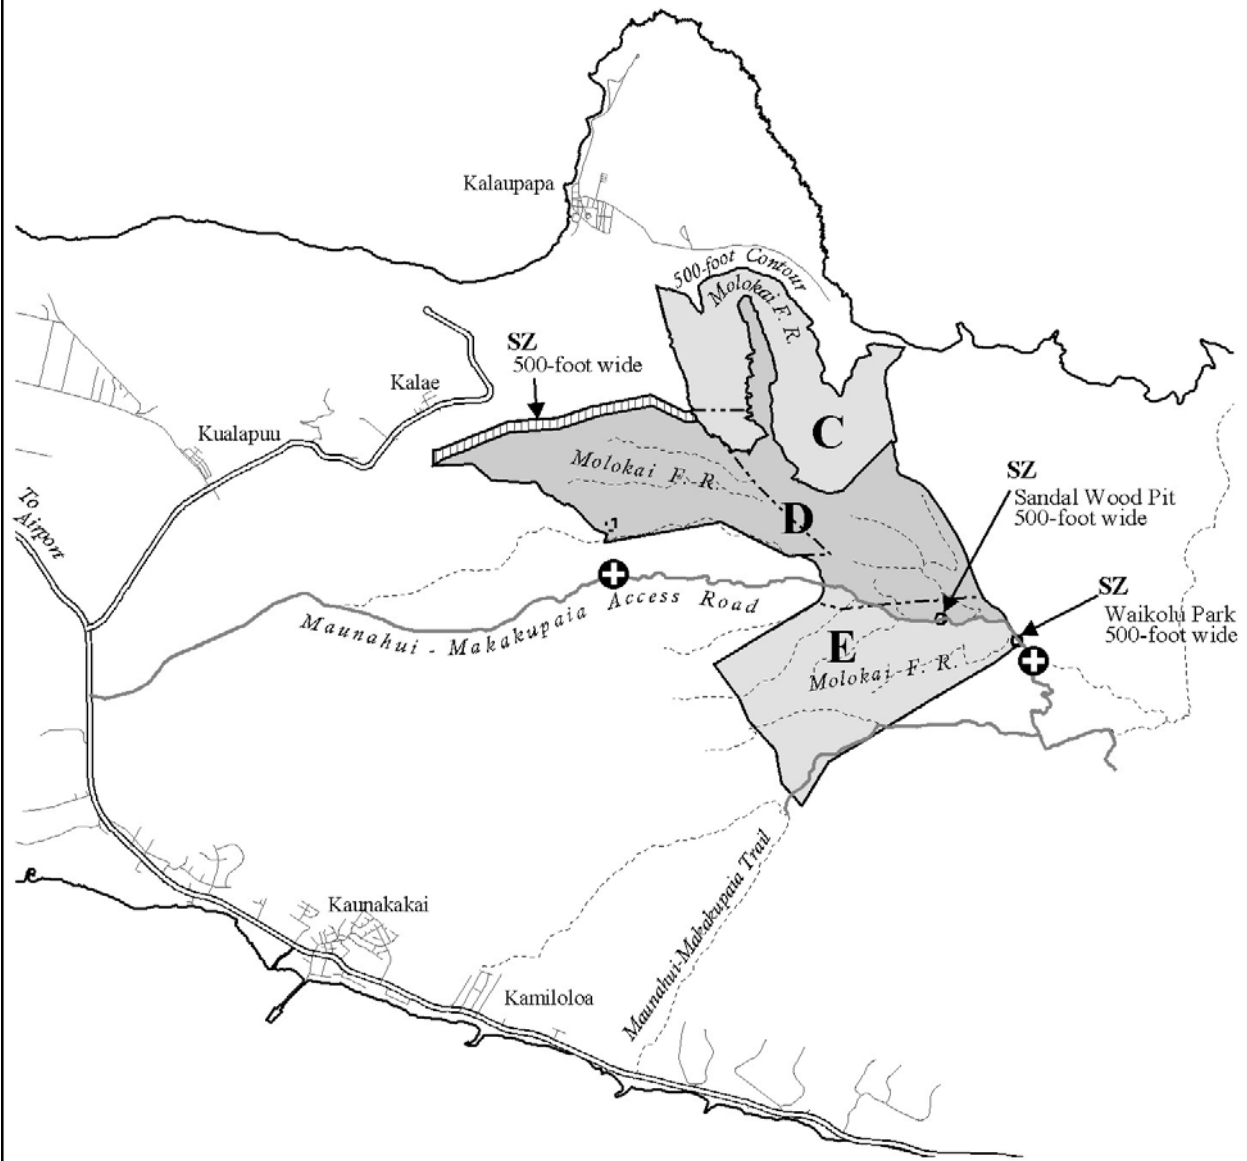 Kalaupapa
500-foot Contour
Molokai F. R.
SZ
500-foot wide
Kalae
Kualapuu
C
Molokai F. R.
SZ
Sandal Wood Pit
500-foot wide
To
Airport
D
SZ
Waikolu Park
500-foot wide
Maunahui - Makakupaia Access Road
E
Molokai F. R.
Maunahui-Makakupaia Trail
Kaunakakai
Kamiloloa